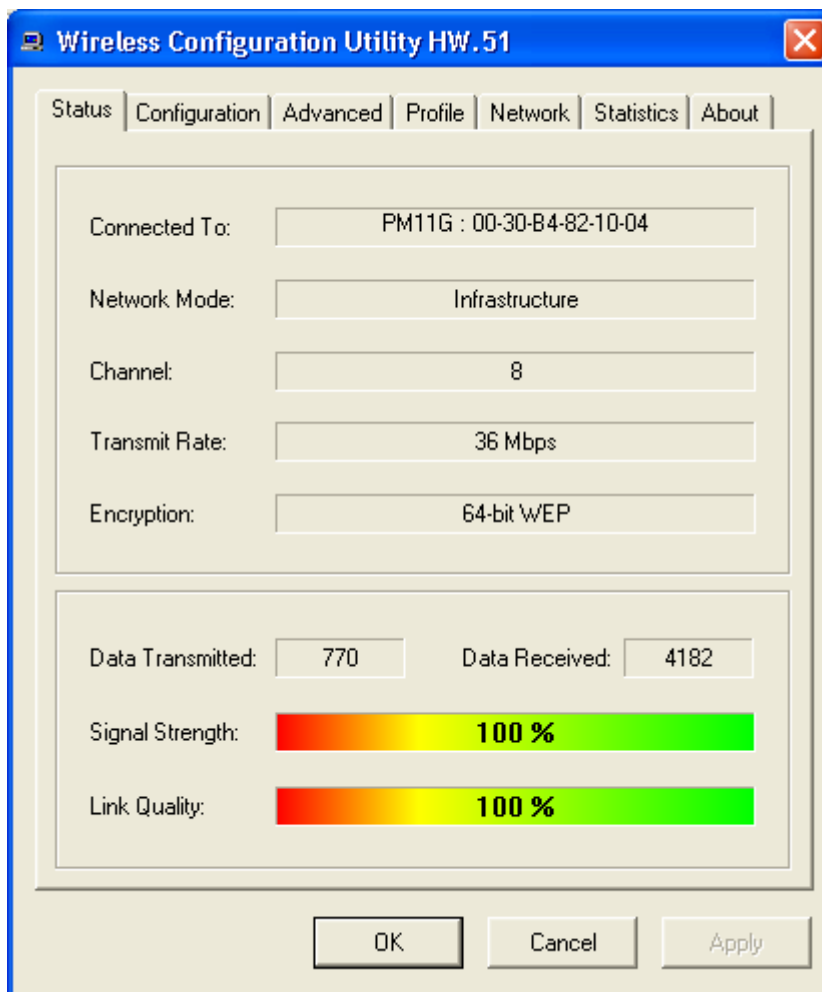 Wireless Configuration Utility HW.51
Status Configuration Advanced Profile Network Statistics About
Connected To: PM11G : 00-30-B4-82-10-04
Network Mode: Infrastructure
Channel: 8
Transmit Rate: 36 Mbps
Encryption: 64-bit WEP
Data Transmitted: 770 Data Received: 4182
Signal Strength: 100 %
Link Quality: 100 %
OK Cancel Apply